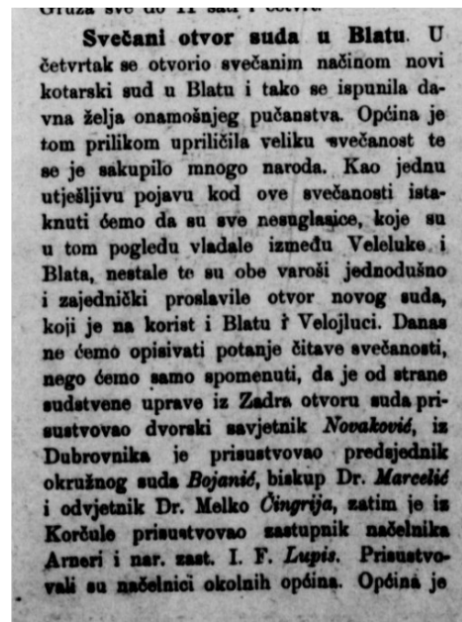 Gruža sve do 11 sati i četvrt.
Svečani otvor suda u Blatu. U
četvrtak se otvorio svečanim načinom novi
kotarski sud u Blatu i tako se ispunila da-
vna želja onamošnjeg pučanstva. Općina je
tom prilikom upriličila veliku svečanost te
se je sakupilo mnogo naroda. Kao jednu
utješljivu pojavu kod ove svečanosti ista-
knuti ćemo da su sve nesuglasice, koje su
u tom pogledu vladale između Veleluke i
Blata, nestale te su obe varoši jednodušno
i zajednički proslavile otvor novog suda,
koji je na korist i Blatu i Velojluci. Danas
ne ćemo opisivati potanje čitave svečanosti,
nego ćemo samo spomenuti, da je od strane
sudstvene uprave iz Zadra otvoru suda pri-
sustvovao dvorski savjetnik Novaković, iz
Dubrovnika je prisustvovao predsjednik
okružnog suda Bojanić, biskup Dr. Marcelić
i odvjetnik Dr. Melko Čingrija, zatim je iz
Korčule prisustvovao zastupnik načelnika
Arneri i nar. zast. I. F. Lupis. Prisustvo-
vali su načelnici okolnih općina. Općina je